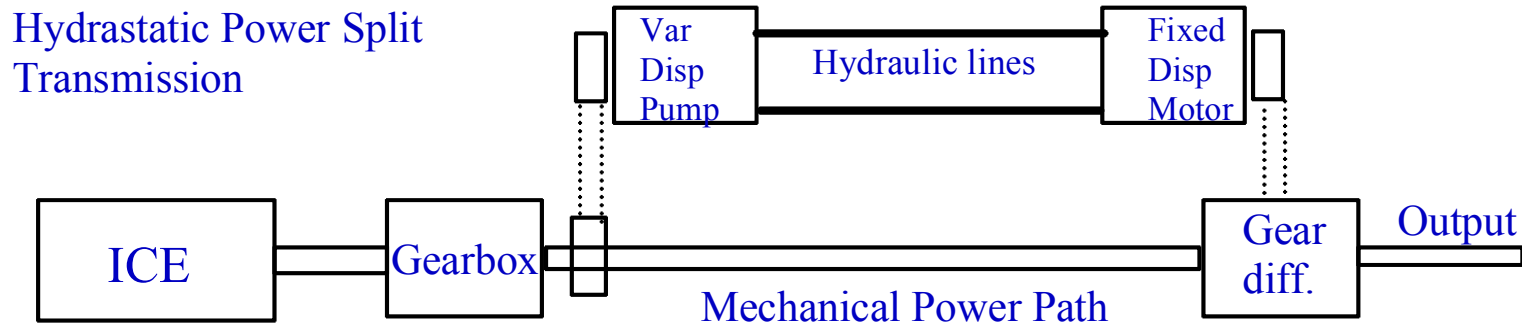 Hydrastatic Power Split
Transmission
Var
Disp
Pump
Hydraulic lines
Fixed
Disp
Motor
ICE
Gearbox
Mechanical Power Path
Gear
diff.
Output